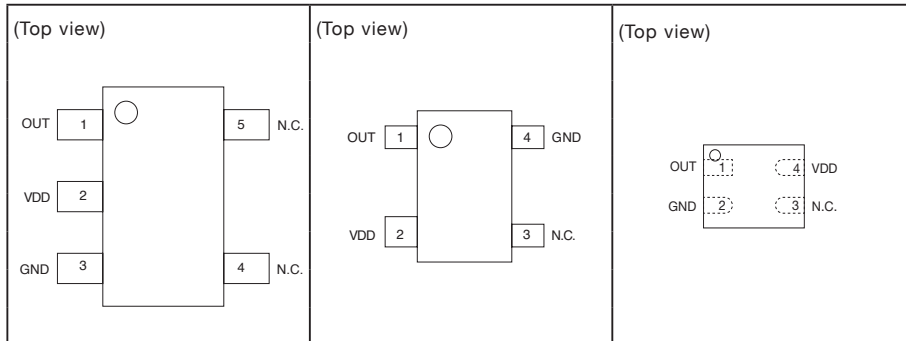 (Top view)
OUT 1 5 N.C.
VDD 2
GND 3 4 N.C.
(Top view)
OUT 1 4 GND
VDD 2 3 N.C.
(Top view)
OUT 1 4 VDD
GND 2 3 N.C.